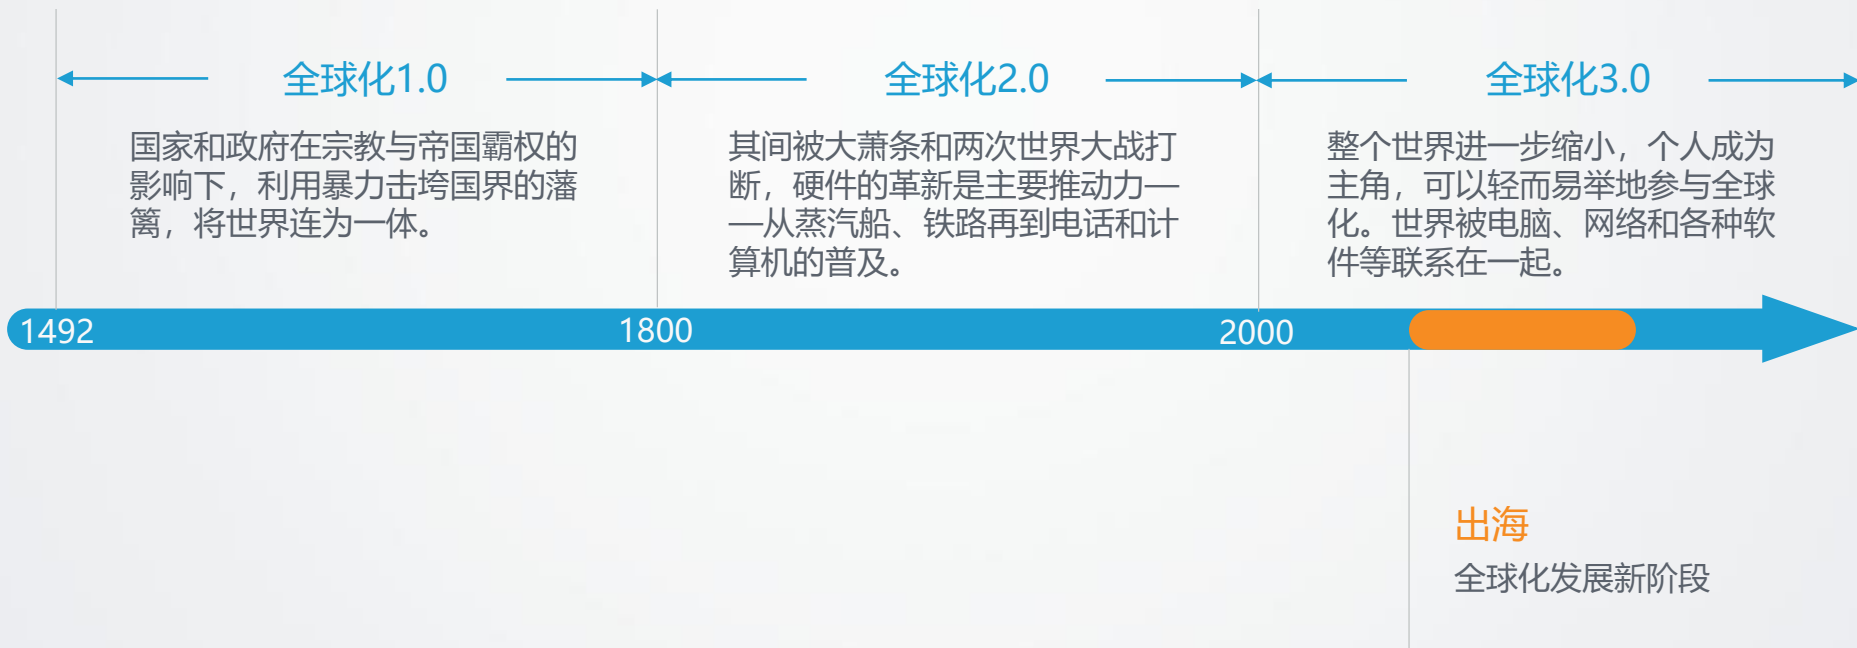 全球化1.0
国家和政府在宗教与帝国霸权的
影响下，利用暴力击垮国界的藩
篱，将世界连为一体。
全球化2.0
其间被大萧条和两次世界大战打
断，硬件的革新是主要推动力—
—从蒸汽船、铁路再到电话和计
算机的普及。
全球化3.0
整个世界进一步缩小，个人成为
主角，可以轻而易举地参与全球
化。世界被电脑、网络和各种软
件等联系在一起。
1492
1800
2000
出海
全球化发展新阶段